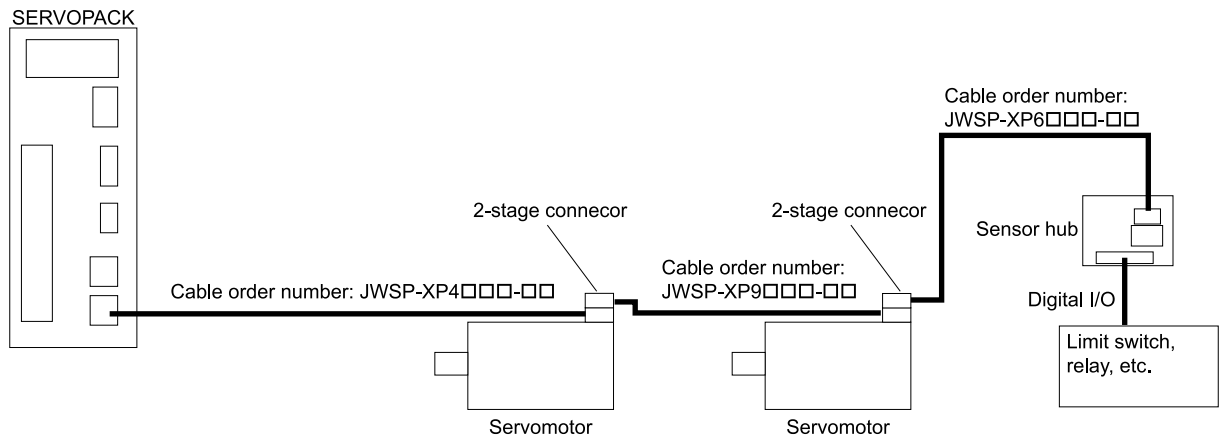 SERVOPACK
Cable order number:
JWSP-XP6□□□-□□
2-stage connecor
2-stage connecor
Sensor hub
Cable order number: JWSP-XP4□□□-□□
Cable order number:
JWSP-XP9□□□-□□
Digital I/O
Limit switch,
relay, etc.
Servomotor
Servomotor